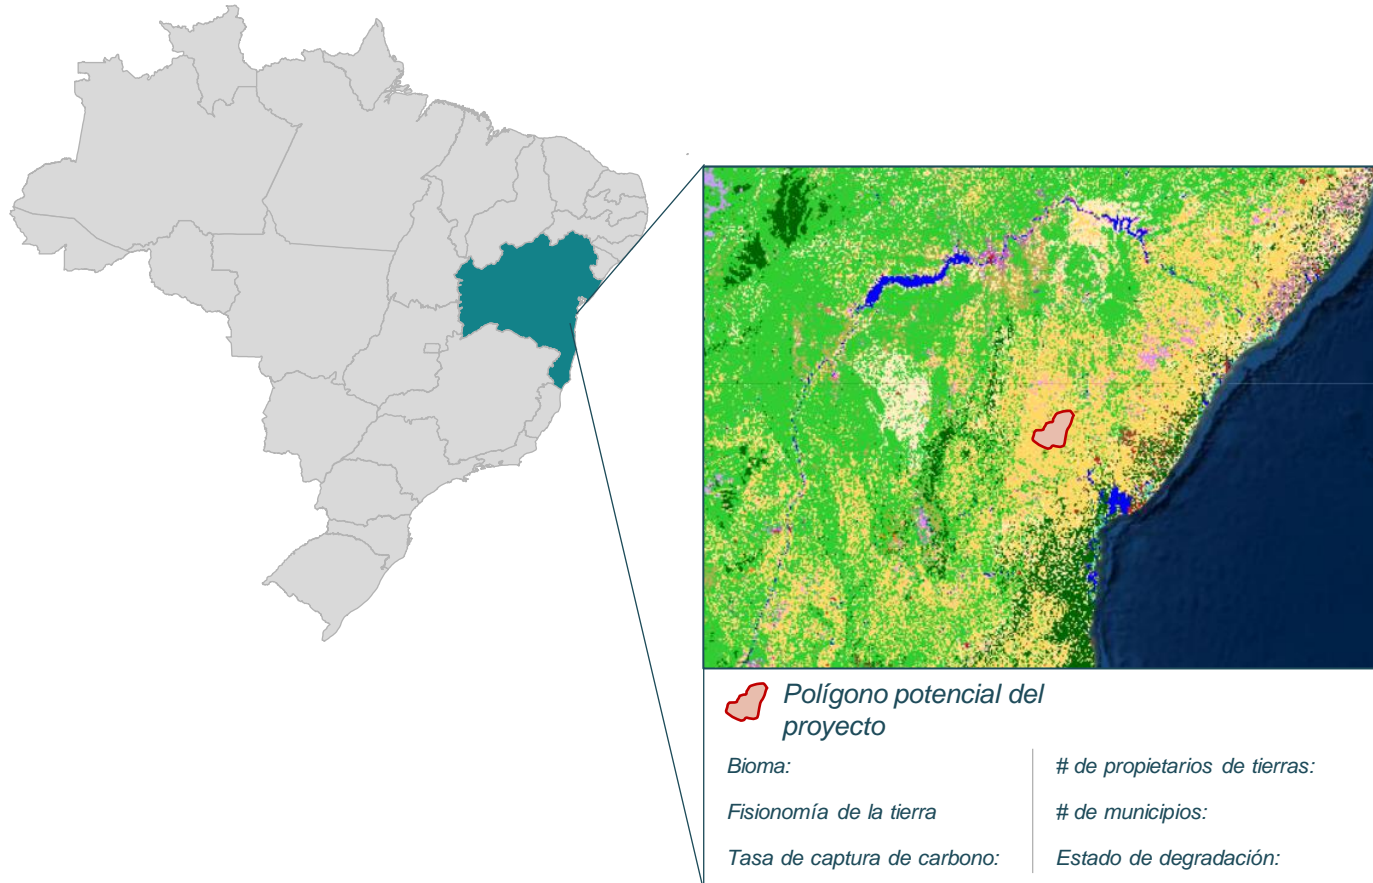 Polígono potencial del
proyecto
Bioma:
Fisionomía de la tierra
Tasa de captura de carbono:
# de propietarios de tierras:
# de municipios:
Estado de degradación: